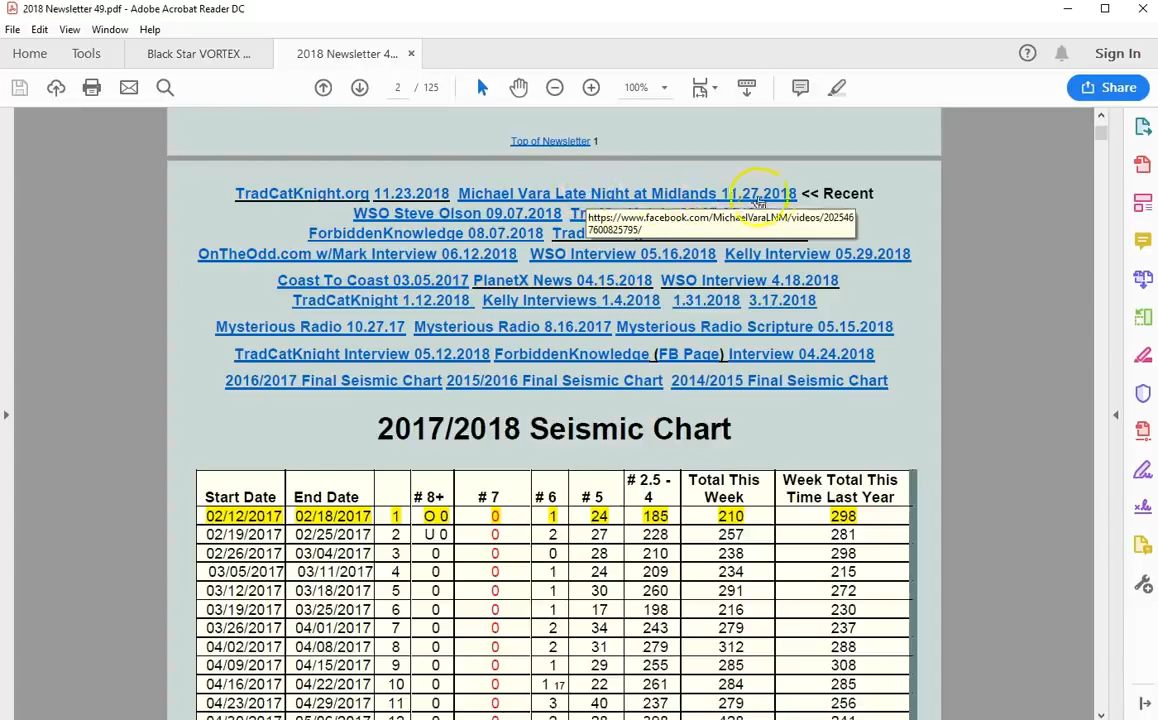 2018 Newsletter 49.pdf - Adobe Acrobat Reader DC
File Edit View Window Help
Home Tools Black Star VORTEX ... 2018 Newsletter 4... × Sign In
2 / 125 100% Share
Top of Newsletter 1
TradCatKnight.org 11.23.2018 Michael Vara Late Night at Midlands 11.27.2018 << Recent
WSO Steve Olson 09.07.2018
https://www.facebook.com/MichaelVaraLNM/videos/202546
7600825795/
ForbiddenKnowledge 08.07.2018
OnTheOdd.com w/Mark Interview 06.12.2018 WSO Interview 05.16.2018 Kelly Interview 05.29.2018
Coast To Coast 03.05.2017 PlanetX News 04.15.2018 WSO Interview 4.18.2018
TradCatKnight 1.12.2018 Kelly Interviews 1.4.2018 1.31.2018 3.17.2018
Mysterious Radio 10.27.17 Mysterious Radio 8.16.2017 Mysterious Radio Scripture 05.15.2018
TradCatKnight Interview 05.12.2018 ForbiddenKnowledge (FB Page) Interview 04.24.2018
2016/2017 Final Seismic Chart 2015/2016 Final Seismic Chart 2014/2015 Final Seismic Chart
2017/2018 Seismic Chart
Start Date End Date # 8+ # 7 # 6 # 5 # 2.5 - 4 Total This Week Week Total This Time Last Year
02/12/2017 02/18/2017 1 O 0 0 1 24 185 210 298
02/19/2017 02/25/2017 2 U 0 0 2 27 228 257 281
02/26/2017 03/04/2017 3 0 0 0 28 210 238 298
03/05/2017 03/11/2017 4 0 0 1 24 209 234 215
03/12/2017 03/18/2017 5 0 0 1 30 260 291 272
03/19/2017 03/25/2017 6 0 0 1 17 198 216 230
03/26/2017 04/01/2017 7 0 0 2 34 243 279 237
04/02/2017 04/08/2017 8 0 0 2 31 279 312 288
04/09/2017 04/15/2017 9 0 0 1 29 255 285 308
04/16/2017 04/22/2017 10 0 0 1 17 22 261 284 285
04/23/2017 04/29/2017 11 0 0 3 40 237 279 256